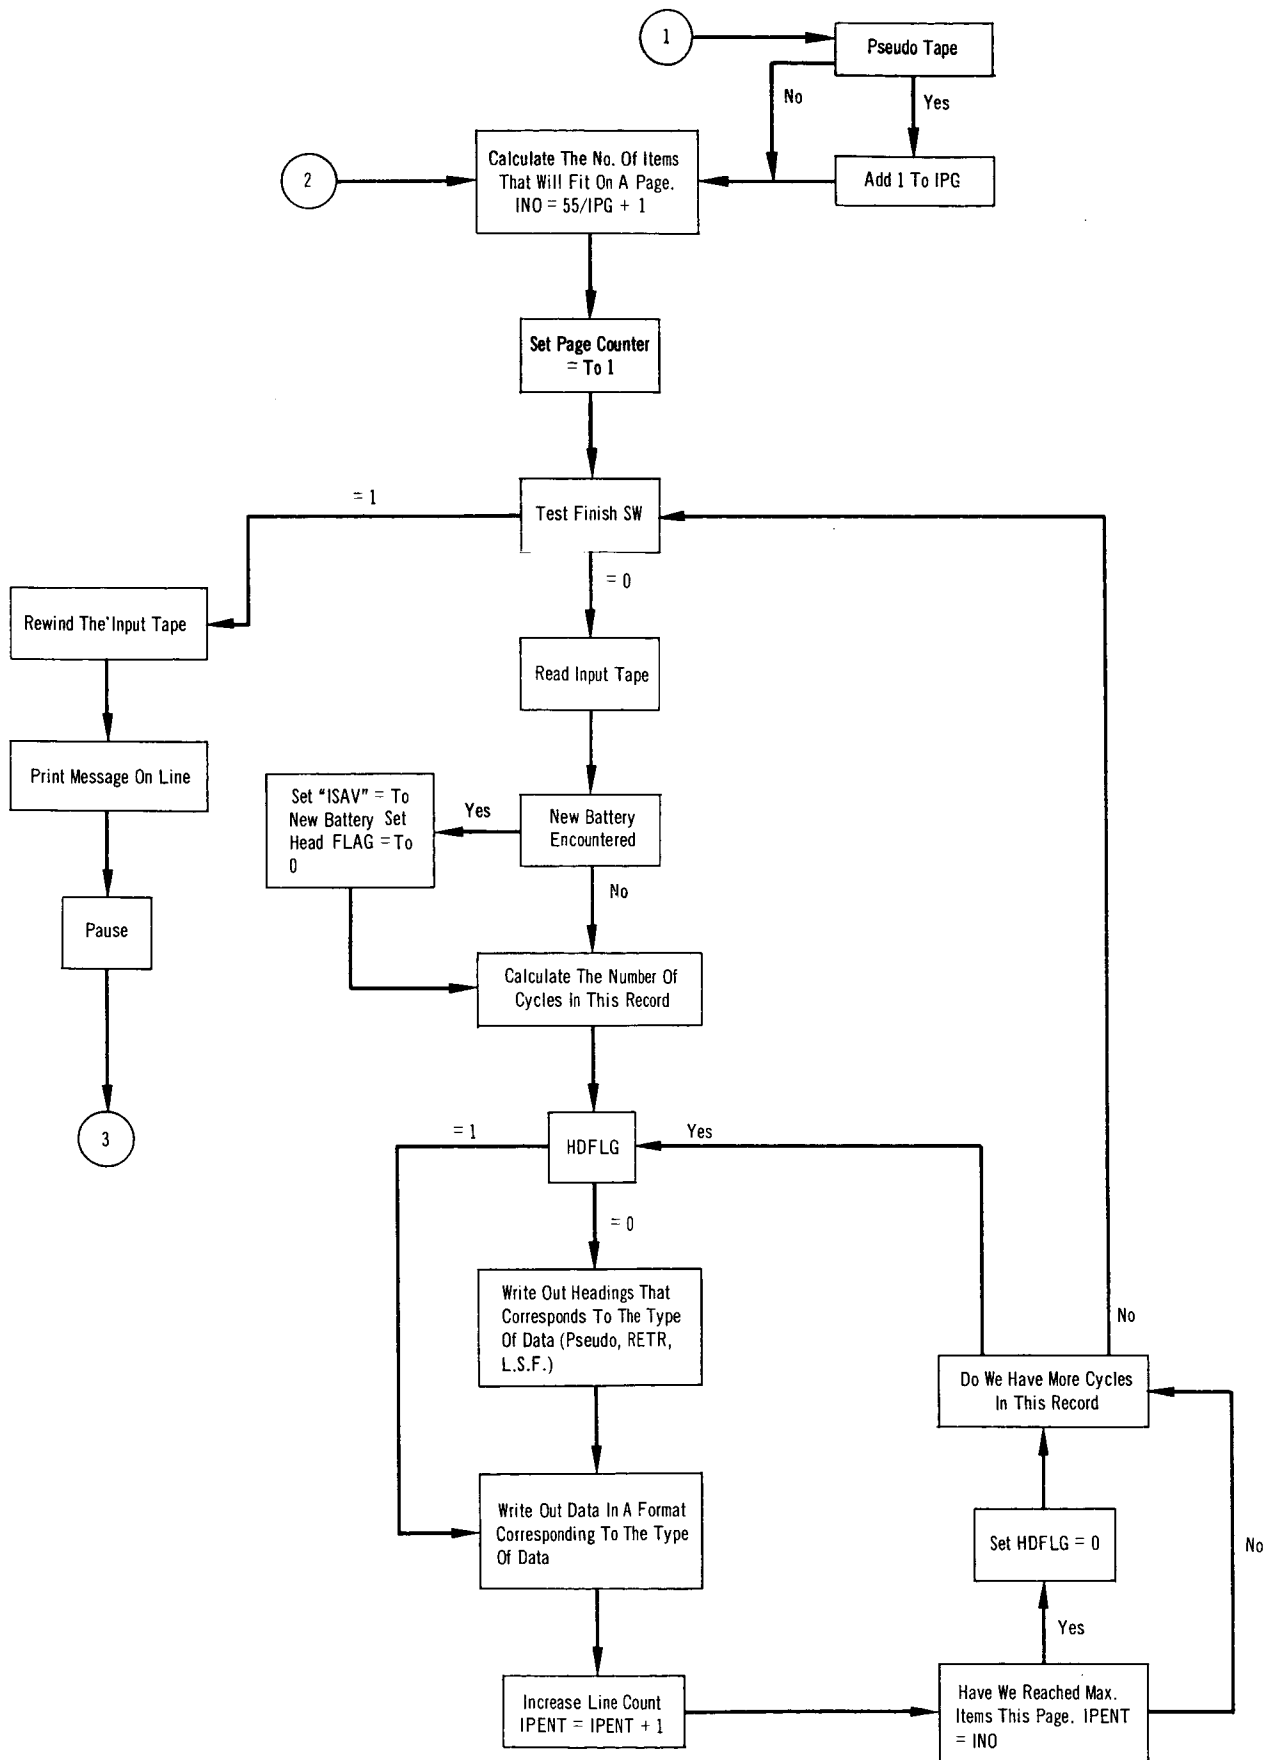 1
Pseudo Tape
No
Yes
2
Calculate The No. Of Items
That Will Fit On A Page.
INO = 55/IPG + 1
Add 1 To IPG
Set Page Counter
= To 1
= 1
Test Finish SW
= 0
Rewind The Input Tape
Read Input Tape
Print Message On Line
Set "ISAV" = To
New Battery Set
Head FLAG = To
0
Yes
New Battery
Encountered
No
Pause
Calculate The Number Of
Cycles In This Record
3
= 1
HDFLG
Yes
= 0
Write Out Headings That
Corresponds To The Type
Of Data (Pseudo, RETR,
L.S.F.)
No
Do We Have More Cycles
In This Record
Write Out Data In A Format
Corresponding To The Type
Of Data
Set HDFLG = 0
No
Yes
Increase Line Count
IPENT = IPENT + 1
Have We Reached Max.
Items This Page. IPENT
= INO